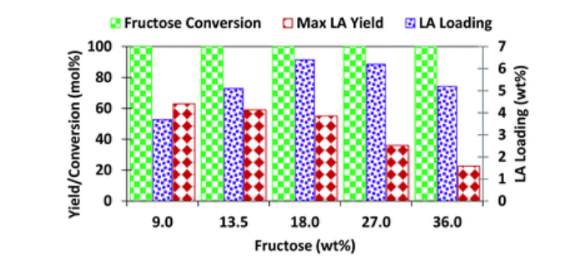 Fructose Conversion Max LA Yield LA Loading
Yield/Conversion (mol%)
100
80
60
40
20
0
7
6
5
4
3
2
1
0
LA Loading (wt%)
9.0 13.5 18.0 27.0 36.0
Fructose (wt%)